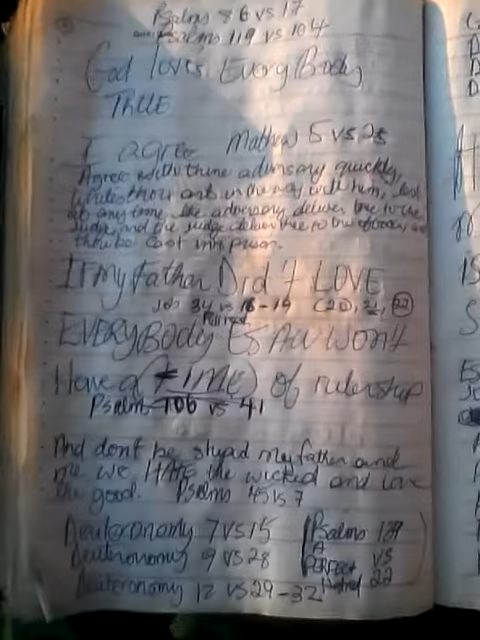 Psalms 86 vs 17
Psalms 119 vs 104
God loves EveryBody
TRUE
I agree Mathew 5 vs 25
Agree with thine adversary quickly,
whiles thou art in the way with him, lest
at any time the adversary deliver thee to the
judge and the judge deliver thee to the officer and
thou be cast into prison.
If My Father Did't LOVE
Job 34 vs 16-19 (20, 21, 22)
EVERYBODY Es All Wont
Have a (TIME) of rulership
Psalms 106 vs 41
And dont be stupid my father and
me we HATE the wicked and love
the good. Psalms 45 vs 7
Deuteronomy 7 vs 15
Deuteronomy 9 vs 28
Deuteronomy 12 vs 29-32
Psalms 139
A
PERFECT vs
Hatred 22